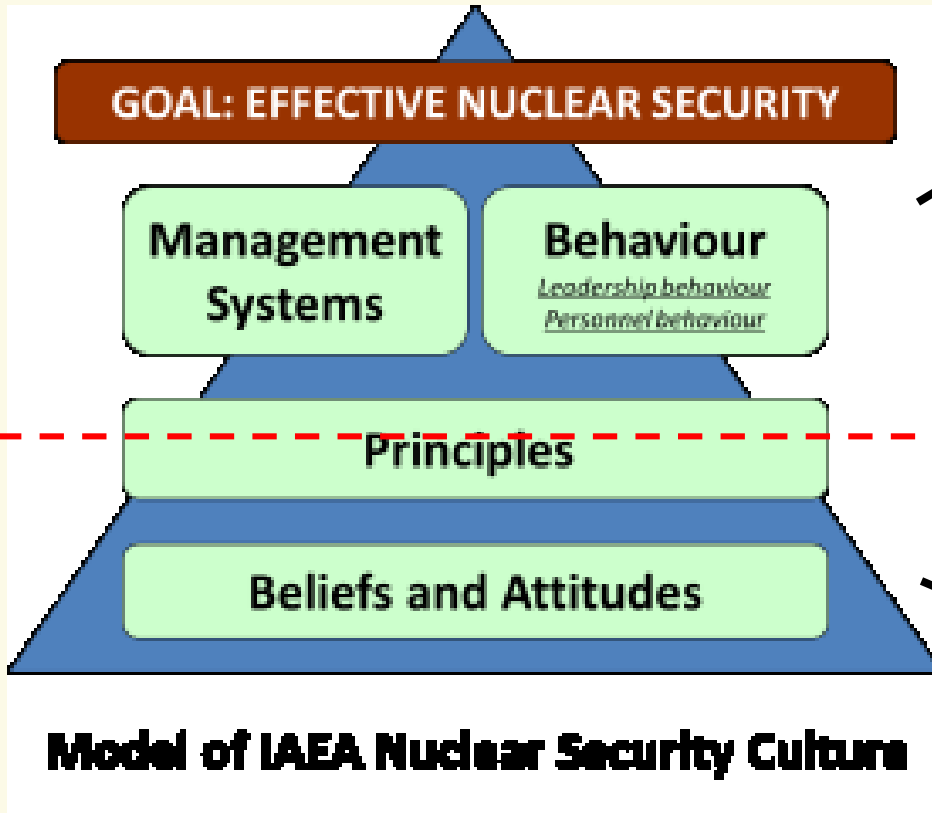 GOAL: EFFECTIVE NUCLEAR SECURITY
Management
Systems
Behaviour
Leadership behaviour
Personnel behaviour
Principles
Beliefs and Attitudes
Model of IAEA Nuclear Security Culture